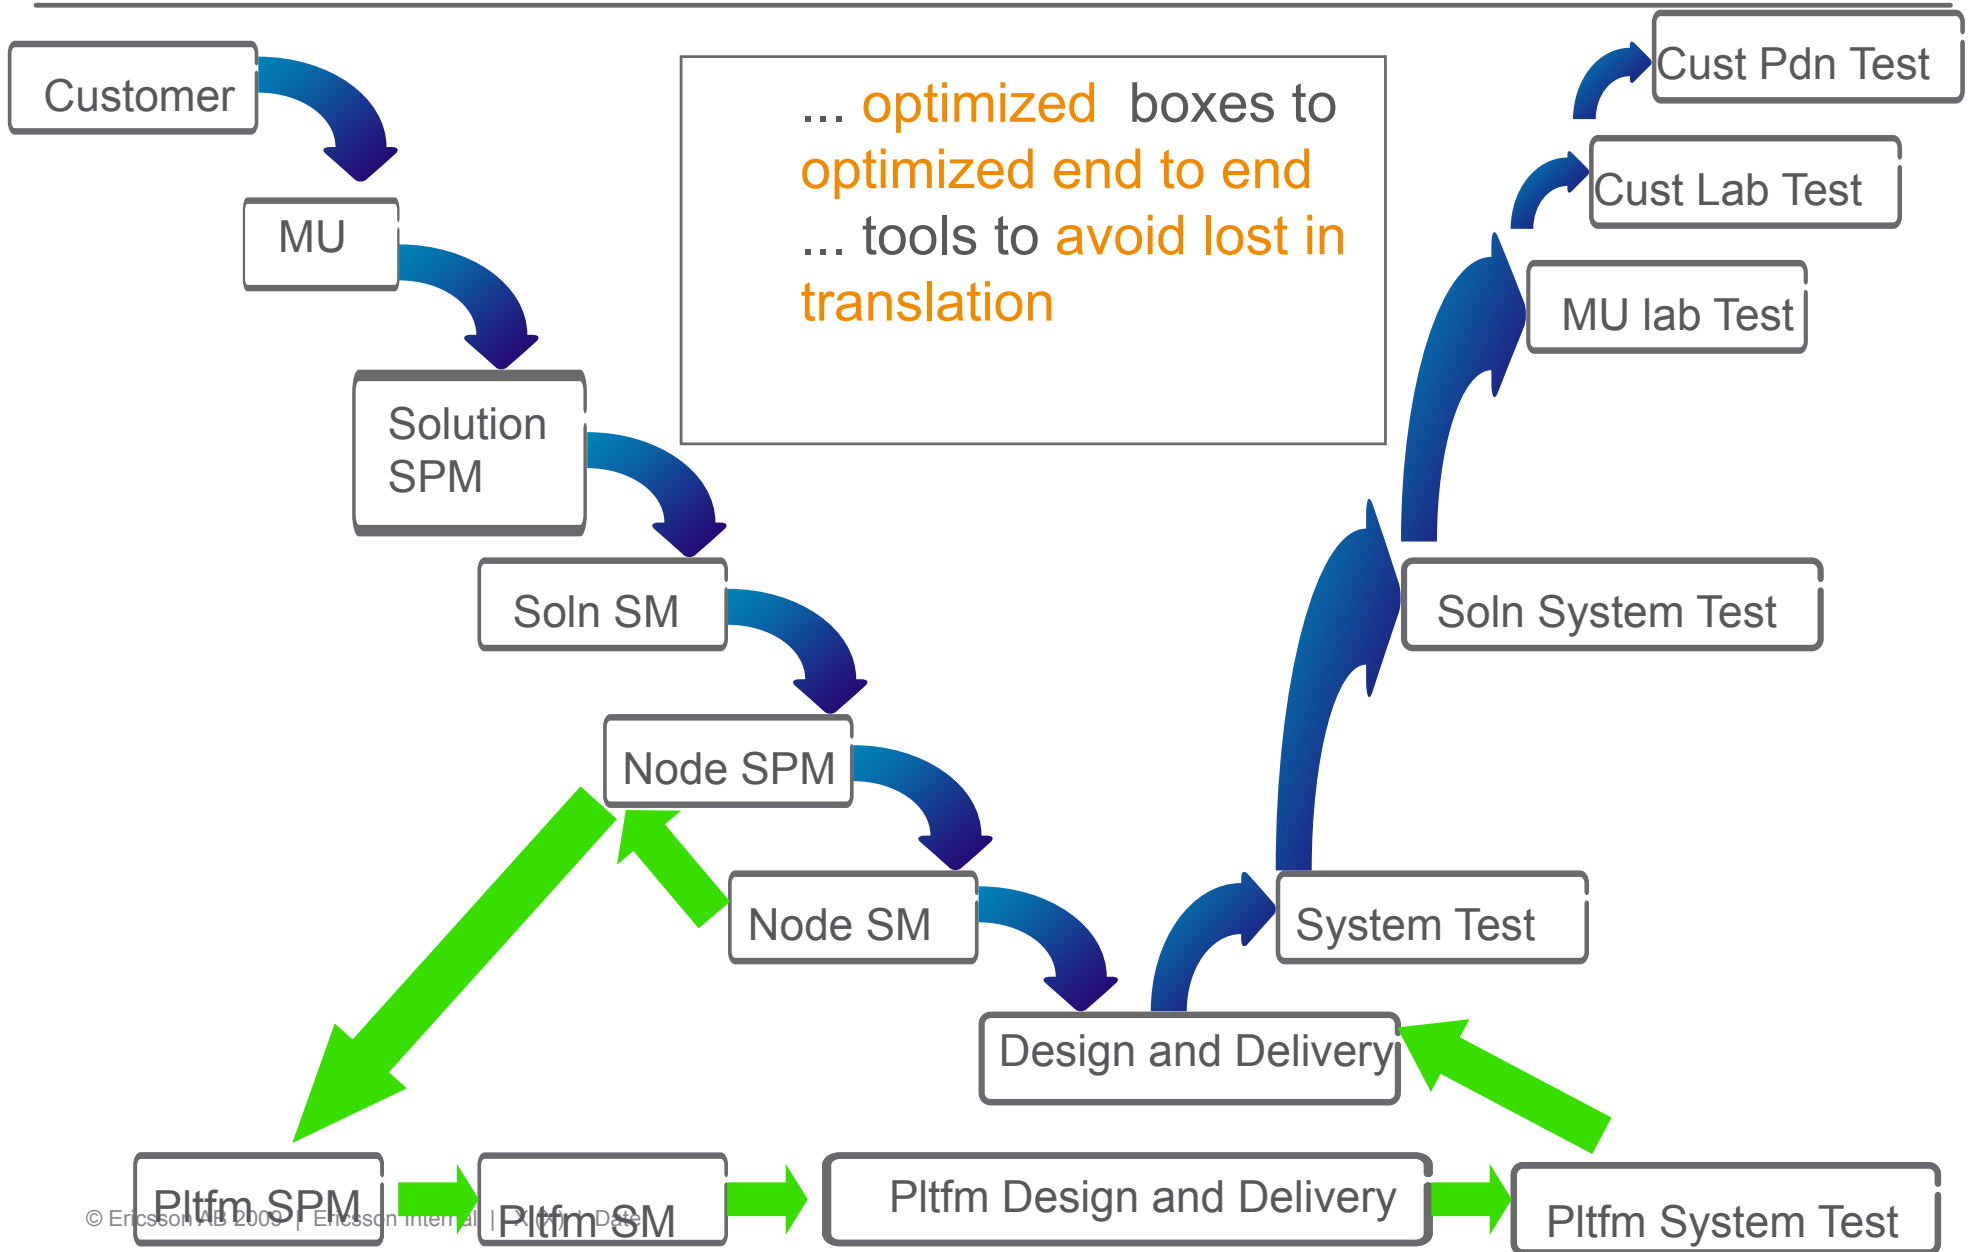 Customer
MU
Solution
SPM
Soln SM
Node SPM
Node SM
Design and Delivery
System Test
Soln System Test
MU lab Test
Cust Lab Test
Cust Pdn Test
... optimized boxes to
optimized end to end
... tools to avoid lost in
translation
Pltfm SPM
Pltfm SM
Pltfm Design and Delivery
Pltfm System Test
© Ericsson AB 2009 | Ericsson Internal | X (X) | Date